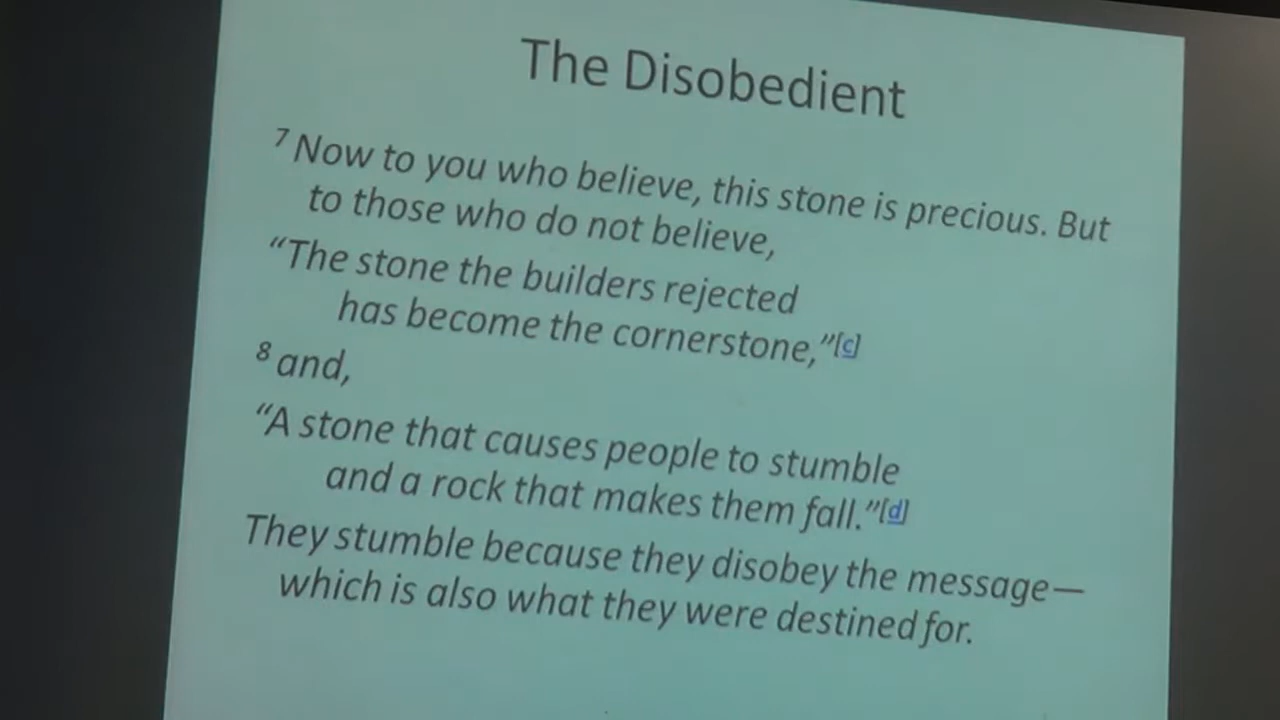 The Disobedient
7 Now to you who believe, this stone is precious. But
to those who do not believe,
“The stone the builders rejected
has become the cornerstone,”[c]
8 and,
“A stone that causes people to stumble
and a rock that makes them fall.”[d]
They stumble because they disobey the message—
which is also what they were destined for.